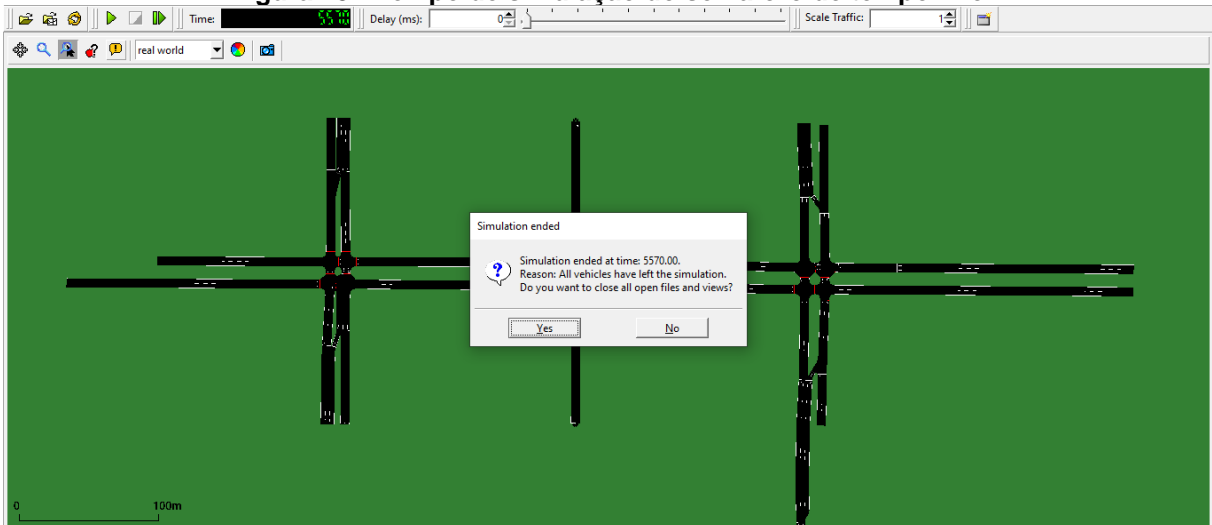 Time:
5570
Delay (ms):
0
Scale Traffic:
1
real world
Simulation ended
Simulation ended at time: 5570.00.
Reason: All vehicles have left the simulation.
Do you want to close all open files and views?
Yes
No
0
100m